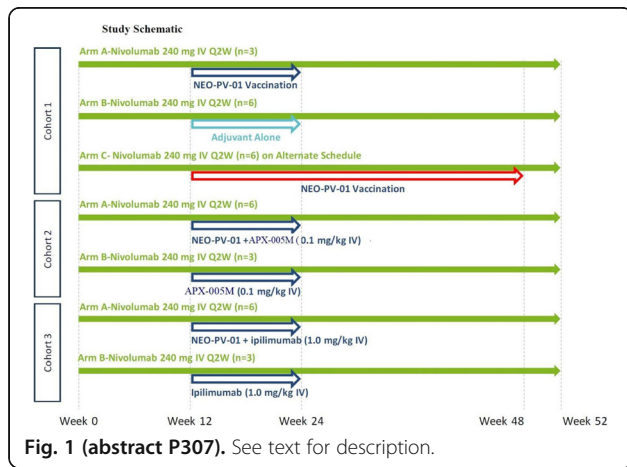 Study Schematic
Cohort 1
Arm A-Nivolumab 240 mg IV Q2W (n=3)
NEO-PV-01 Vaccination
Arm B-Nivolumab 240 mg IV Q2W (n=6)
Adjuvant Alone
Arm C- Nivolumab 240 mg IV Q2W (n=6) on Alternate Schedule
NEO-PV-01 Vaccination
Cohort 2
Arm A-Nivolumab 240 mg IV Q2W (n=6)
NEO-PV-01 +APX-005M ( 0.1 mg/kg IV)
Arm B-Nivolumab 240 mg IV Q2W (n=3)
APX-005M (0.1 mg/kg IV)
Cohort 3
Arm A-Nivolumab 240 mg IV Q2W (n=6)
NEO-PV-01 + ipilimumab (1.0 mg/kg IV)
Arm B-Nivolumab 240 mg IV Q2W (n=3)
Ipilimumab (1.0 mg/kg IV)
Week 0 Week 12 Week 24 Week 48 Week 52
Fig. 1 (abstract P307). See text for description.